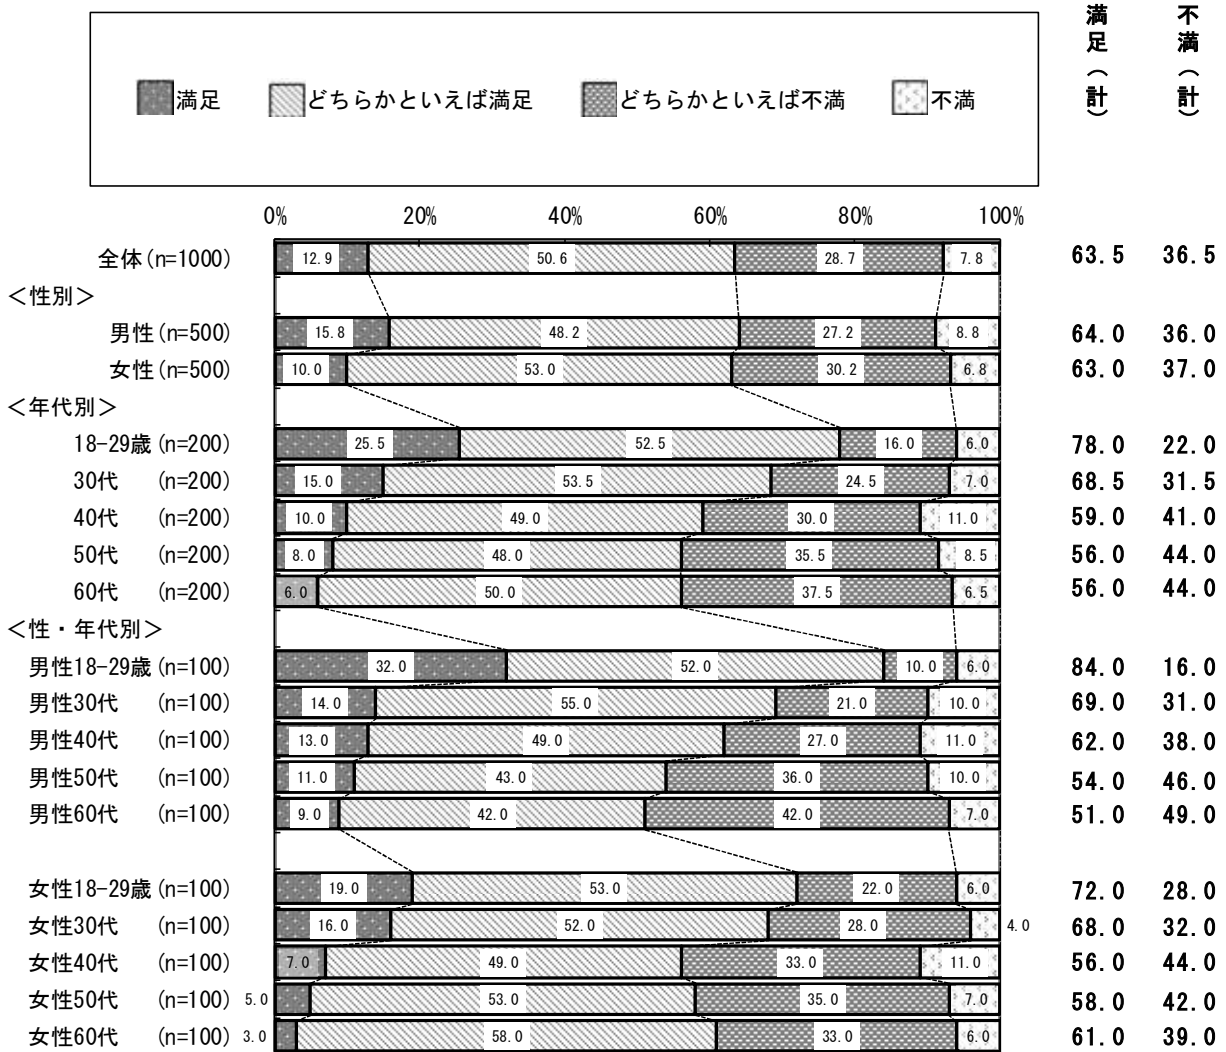 満足 どちらかといえば満足 どちらかといえば不満 不満 満足（計） 不満（計）
0% 20% 40% 60% 80% 100%
全体(n=1000) 12.9 50.6 28.7 7.8 63.5 36.5
＜性別＞
男性(n=500) 15.8 48.2 27.2 8.8 64.0 36.0
女性(n=500) 10.0 53.0 30.2 6.8 63.0 37.0
＜年代別＞
18-29歳(n=200) 25.5 52.5 16.0 6.0 78.0 22.0
30代 (n=200) 15.0 53.5 24.5 7.0 68.5 31.5
40代 (n=200) 10.0 49.0 30.0 11.0 59.0 41.0
50代 (n=200) 8.0 48.0 35.5 8.5 56.0 44.0
60代 (n=200) 6.0 50.0 37.5 6.5 56.0 44.0
＜性・年代別＞
男性18-29歳(n=100) 32.0 52.0 10.0 6.0 84.0 16.0
男性30代 (n=100) 14.0 55.0 21.0 10.0 69.0 31.0
男性40代 (n=100) 13.0 49.0 27.0 11.0 62.0 38.0
男性50代 (n=100) 11.0 43.0 36.0 10.0 54.0 46.0
男性60代 (n=100) 9.0 42.0 42.0 7.0 51.0 49.0
女性18-29歳(n=100) 19.0 53.0 22.0 6.0 72.0 28.0
女性30代 (n=100) 16.0 52.0 28.0 4.0 68.0 32.0
女性40代 (n=100) 7.0 49.0 33.0 11.0 56.0 44.0
女性50代 (n=100) 5.0 53.0 35.0 7.0 58.0 42.0
女性60代 (n=100) 3.0 58.0 33.0 6.0 61.0 39.0